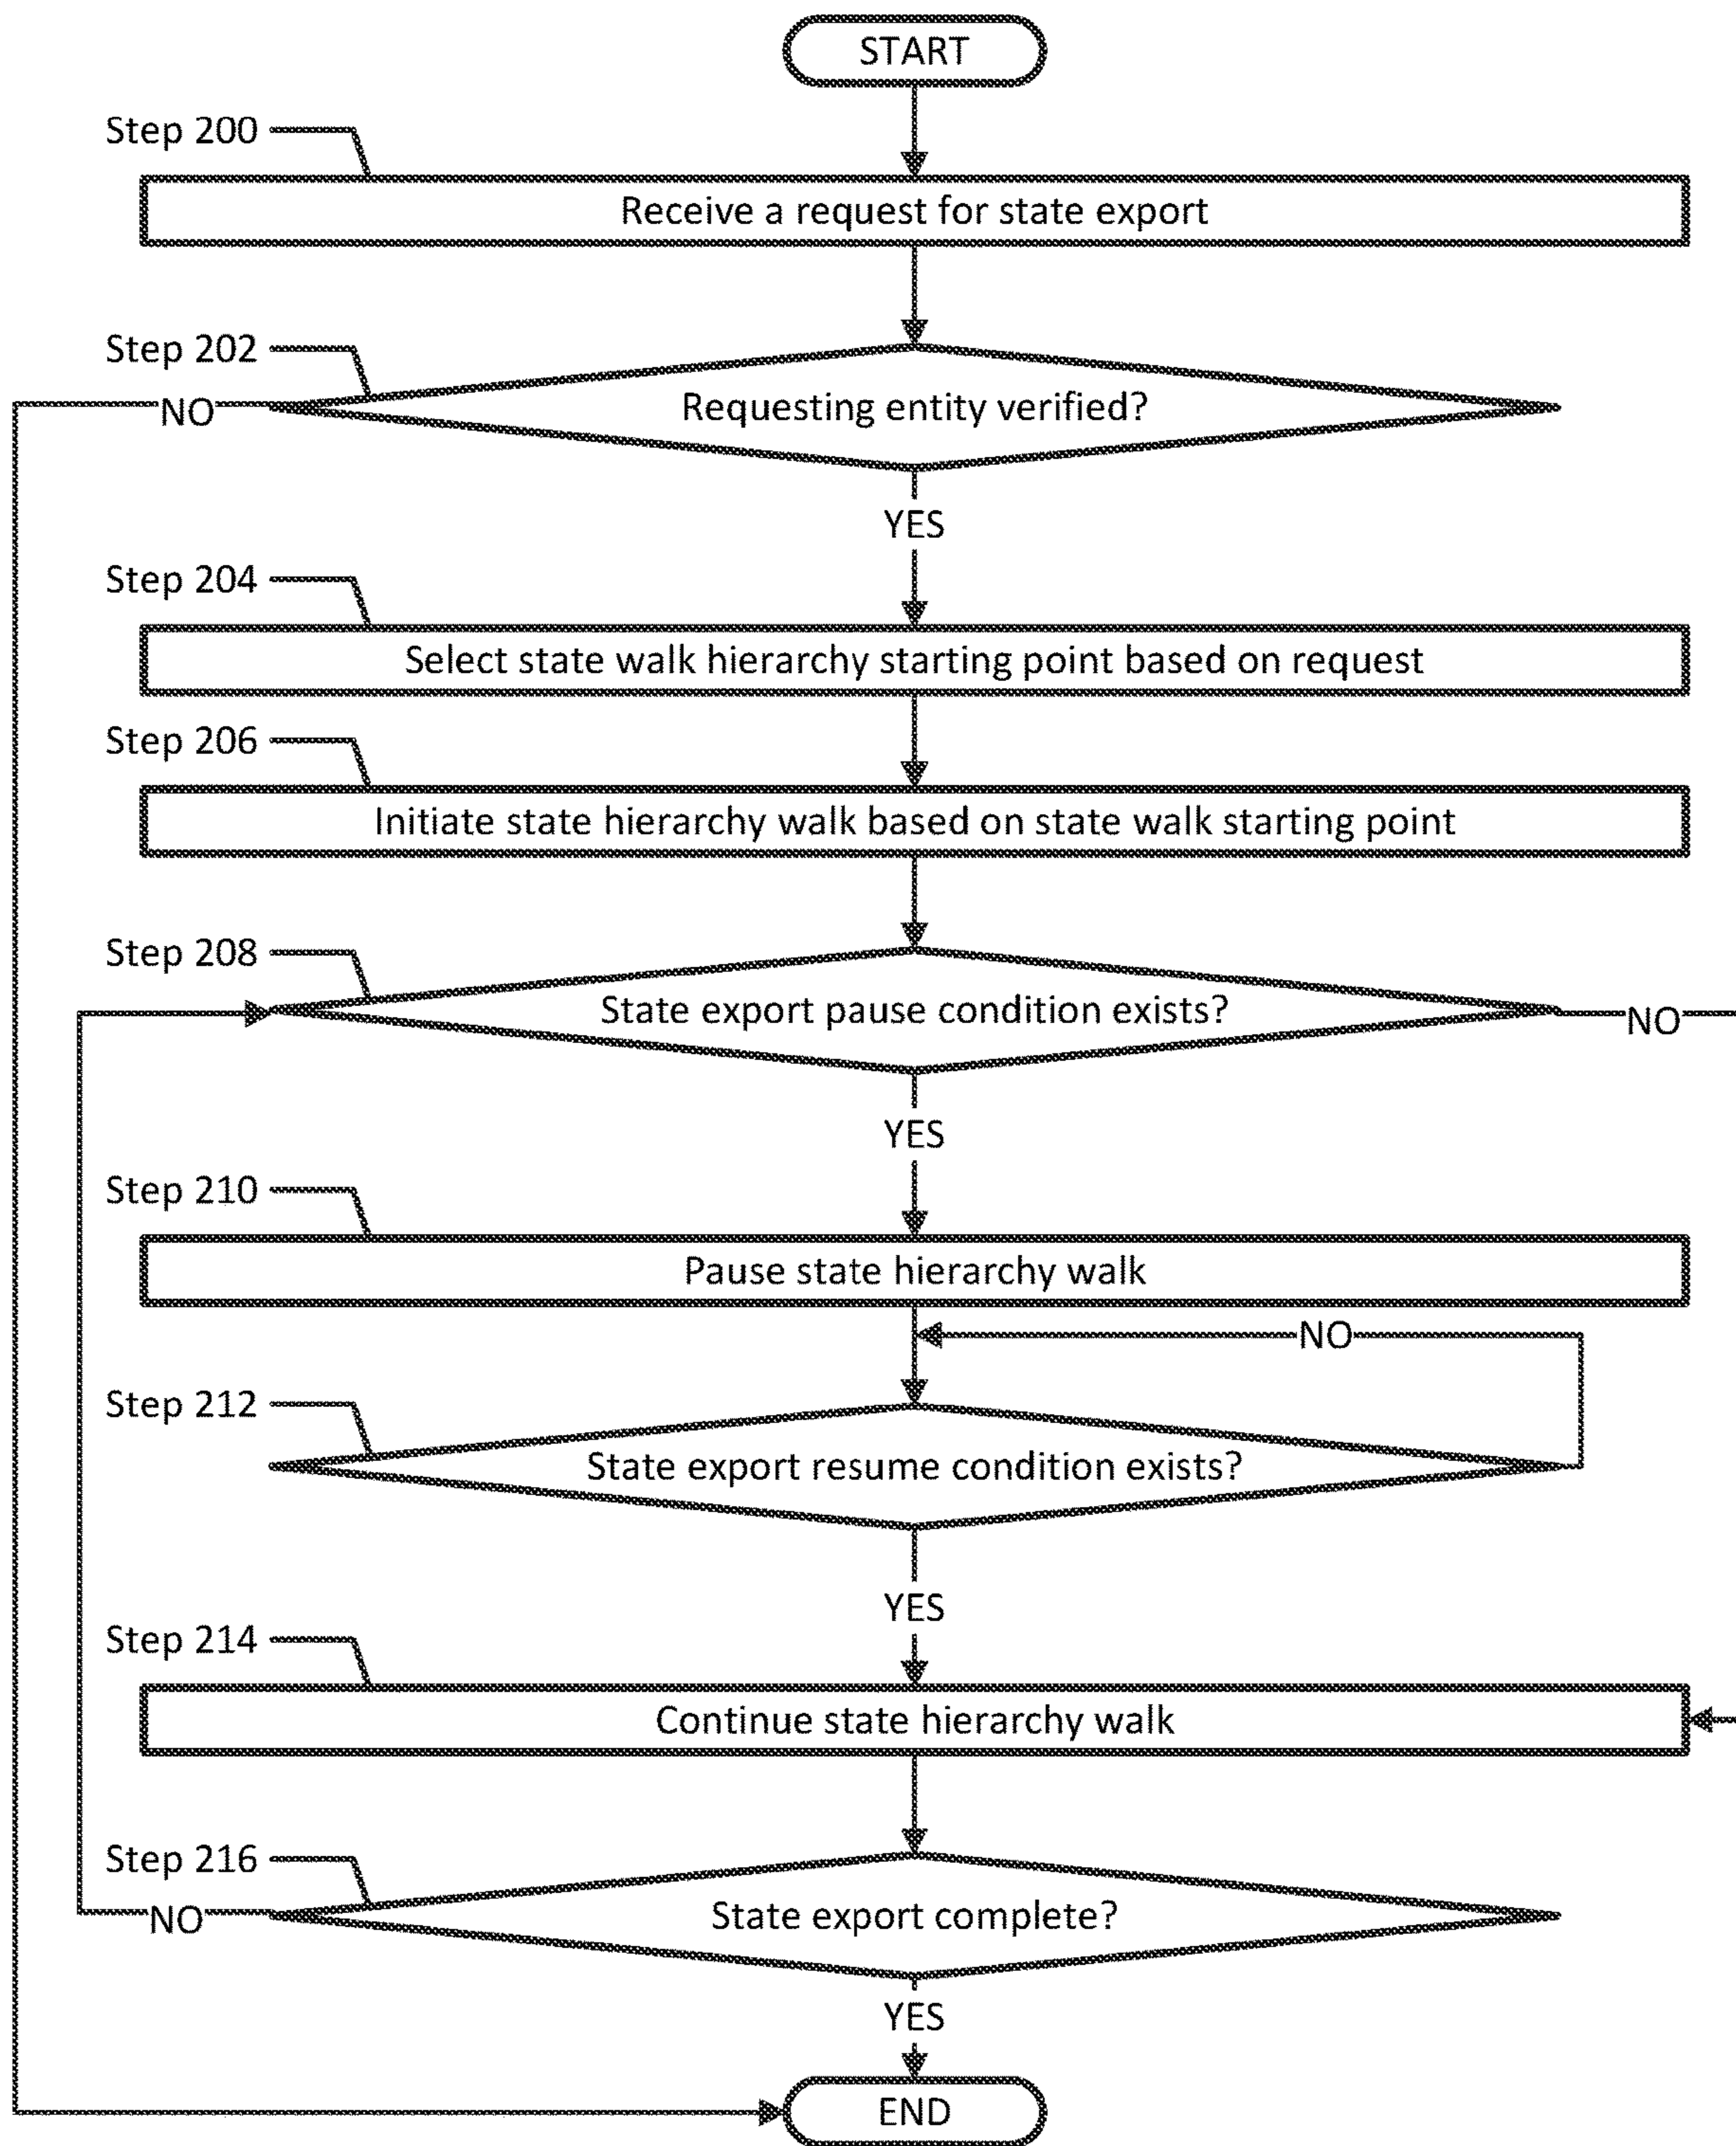 START
Step 200
Receive a request for state export
Step 202
NO
Requesting entity verified?
YES
Step 204
Select state walk hierarchy starting point based on request
Step 206
Initiate state hierarchy walk based on state walk starting point
Step 208
State export pause condition exists?
NO
YES
Step 210
Pause state hierarchy walk
NO
Step 212
State export resume condition exists?
YES
Step 214
Continue state hierarchy walk
Step 216
NO
State export complete?
YES
END